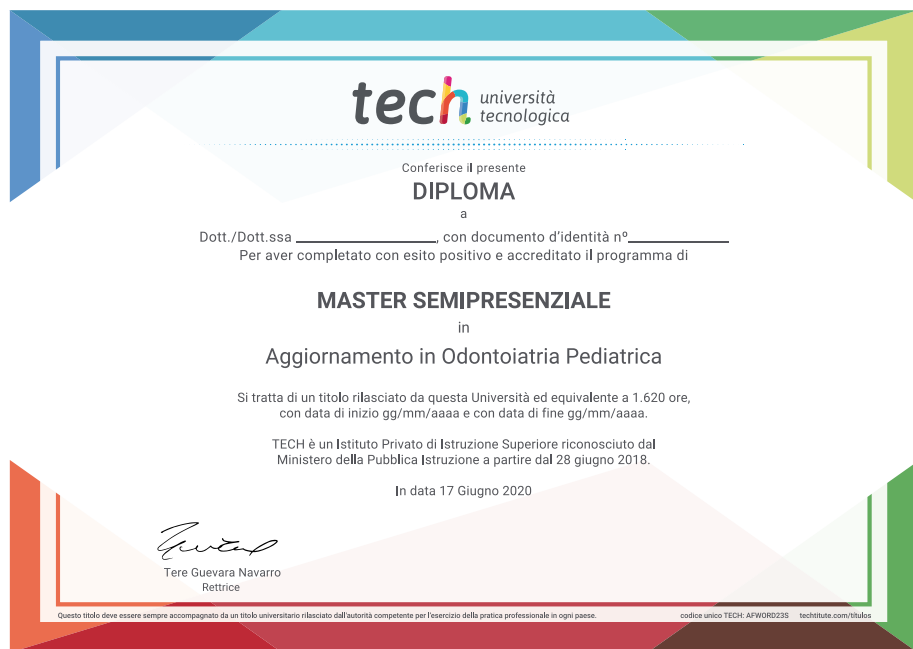 tech università
tecnologica
Conferisce il presente
DIPLOMA
a
Dott./Dott.ssa ________________, con documento d'identità nº____________
Per aver completato con esito positivo e accreditato il programma di
MASTER SEMIPRESENZIALE
in
Aggiornamento in Odontoiatria Pediatrica
Si tratta di un titolo rilasciato da questa Università ed equivalente a 1.620 ore,
con data di inizio gg/mm/aaaa e con data di fine gg/mm/aaaa.
TECH è un Istituto Privato di Istruzione Superiore riconosciuto dal
Ministero della Pubblica Istruzione a partire dal 28 giugno 2018.
In data 17 Giugno 2020
Tere Guevara Navarro
Rettrice
Questo titolo deve essere sempre accompagnato da un titolo universitario rilasciato dall'autorità competente per l'esercizio della pratica professionale in ogni paese. codice unico TECH: AFWORD23S techtitute.com/titulos